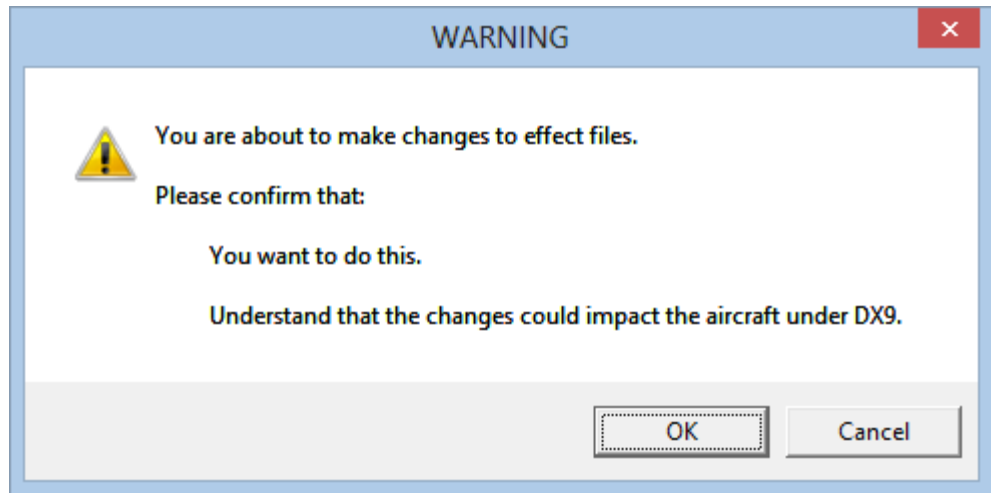 WARNING
You are about to make changes to effect files.
Please confirm that:
You want to do this.
Understand that the changes could impact the aircraft under DX9.
OK
Cancel